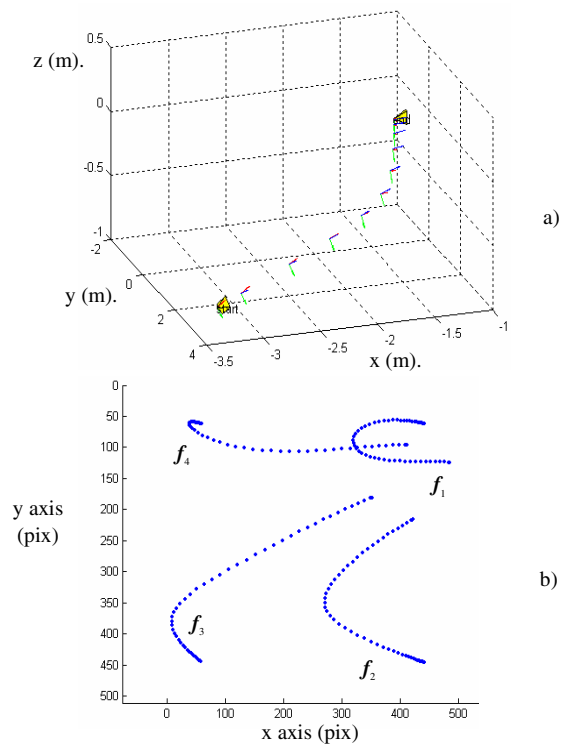 0.5
z (m).
0
-0.5
-1
-2
0
y (m).
2
4
start
-3.5
-3
-2.5
-2
-1.5
-1
x (m).
a)
0
50
100
150
200
250
300
350
400
450
500
y axis
(pix)
f4
f1
f3
f2
b)
0
100
200
300
400
500
x axis (pix)